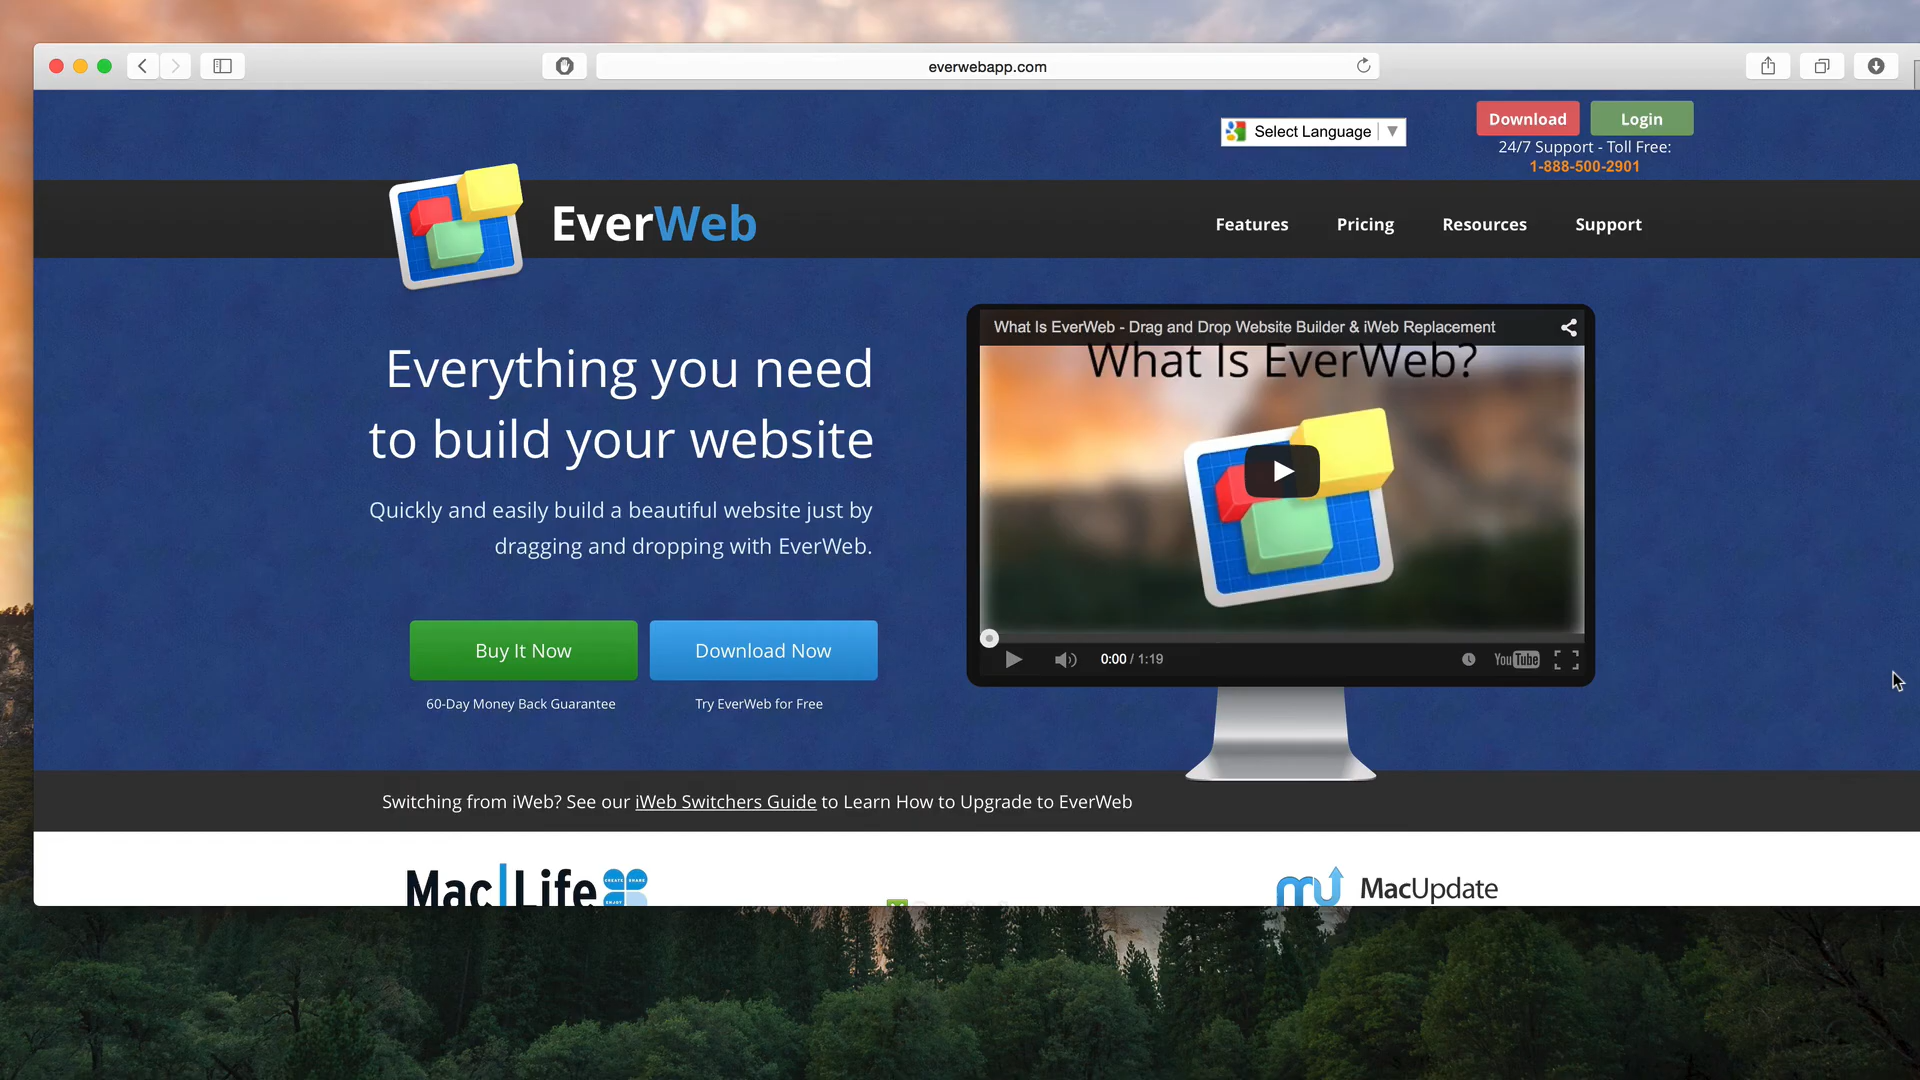 everwebapp.com
Select Language
Download
Login
24/7 Support - Toll Free:
1-888-500-2901
EverWeb
Features
Pricing
Resources
Support
What Is EverWeb - Drag and Drop Website Builder & iWeb Replacement
What Is EverWeb?
Everything you need
to build your website
Quickly and easily build a beautiful website just by
dragging and dropping with EverWeb.
Buy It Now
Download Now
60-Day Money Back Guarantee
Try EverWeb for Free
0:00 / 1:19
YouTube
Switching from iWeb? See our iWeb Switchers Guide to Learn How to Upgrade to EverWeb
Mac|Life
CREATE SHARE
ENJOY
mu MacUpdate